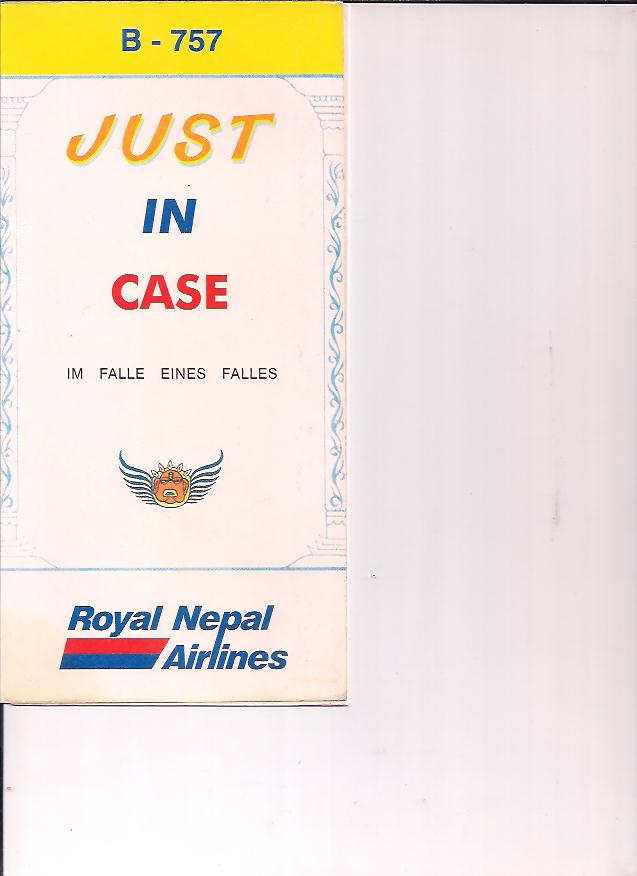 B - 757
JUST
IN
CASE
IM FALLE EINES FALLES
Royal Nepal
Airlines